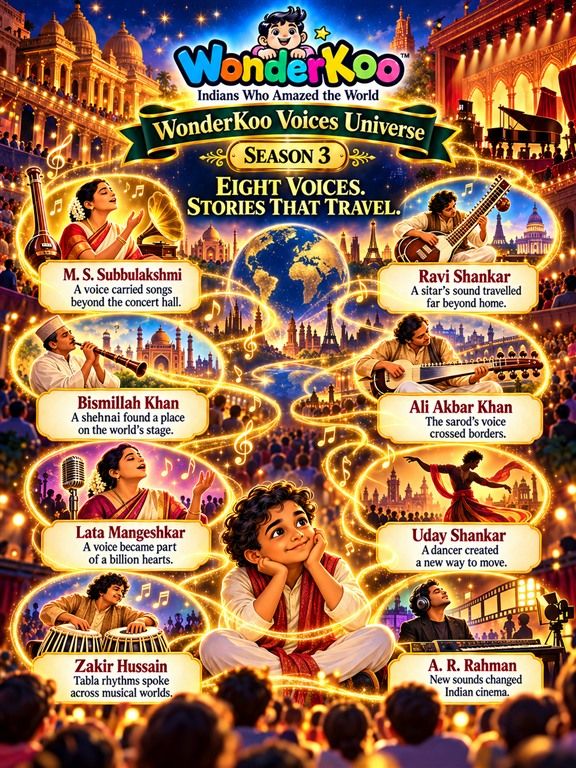 WonderKoo™
Indians Who Amazed the World
WonderKoo Voices Universe
Season 3
Eight Voices.
Stories That Travel.
M. S. Subbulakshmi
A voice carried songs
beyond the concert hall.
Ravi Shankar
A sitar's sound travelled
far beyond home.
Bismillah Khan
A shehnai found a place
on the world's stage.
Ali Akbar Khan
The sarod's voice
crossed borders.
Lata Mangeshkar
A voice became part
of a billion hearts.
Uday Shankar
A dancer created
a new way to move.
Zakir Hussain
Tabla rhythms spoke
across musical worlds.
A. R. Rahman
New sounds changed
Indian cinema.